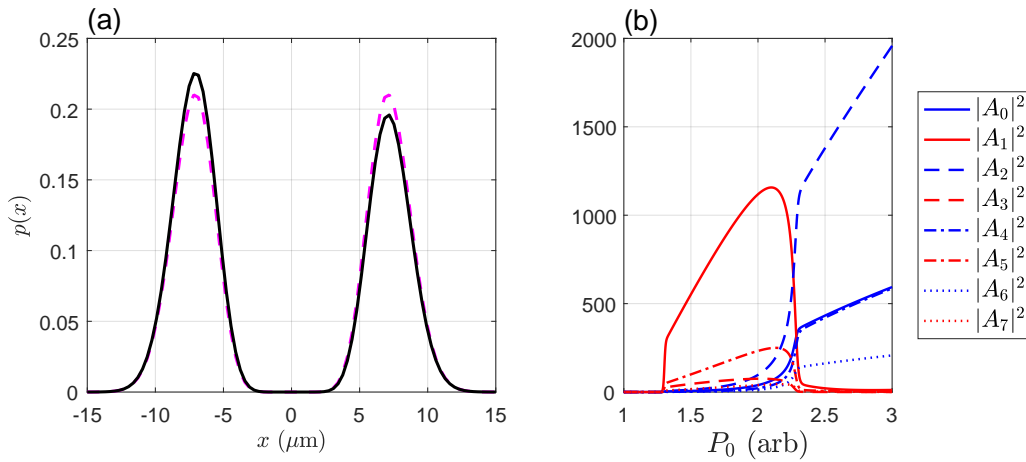 (a)
0.25
0.2
0.15
0.1
0.05
0
-15 -10 -5 0 5 10 15
p(x)
x (μm)
(b)
2000
1500
1000
500
0
1 1.5 2 2.5 3
P₀ (arb)
|A₀|²
|A₁|²
|A₂|²
|A₃|²
|A₄|²
|A₅|²
|A₆|²
|A₇|²